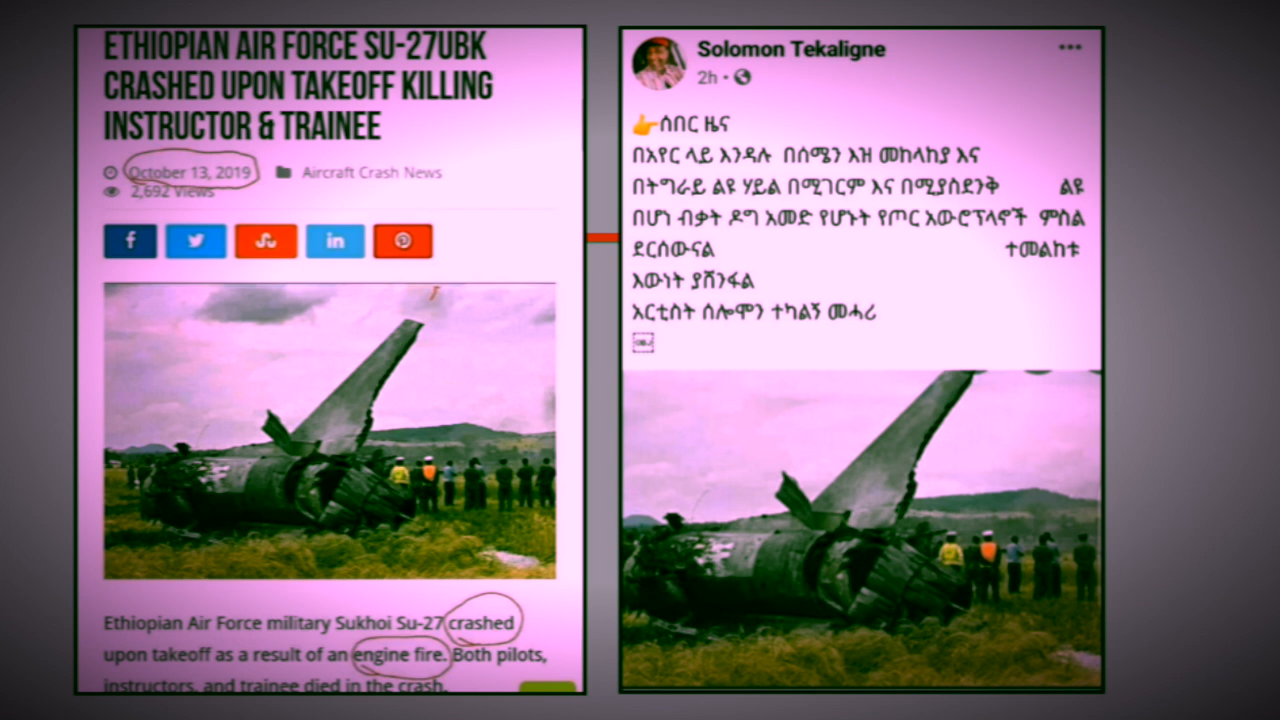 ETHIOPIAN AIR FORCE SU-27UBK
CRASHED UPON TAKEOFF KILLING
INSTRUCTOR & TRAINEE
October 13, 2019 Aircraft Crash News
2,692 Views
Ethiopian Air Force military Sukhoi Su-27 crashed
upon takeoff as a result of an engine fire. Both pilots,
instructors, and trainee died in the crash.
Solomon Tekaligne
2h
ሰበር ዜና
በአየር ላይ እንዳሉ በሰሜን እዝ መከላከያ እና
በትግራይ ልዩ ሃይል በሚገርም እና በሚያስደንቅ ልዩ
በሆነ ብቃት ዶግ አመድ የሆኑት የጦር አውሮፕላኖች ምስል
ደርሰውናል ተመልከቱ
እውነት ያሸንፋል
አርቲስት ሰሎሞን ተካልኝ መሓሪ